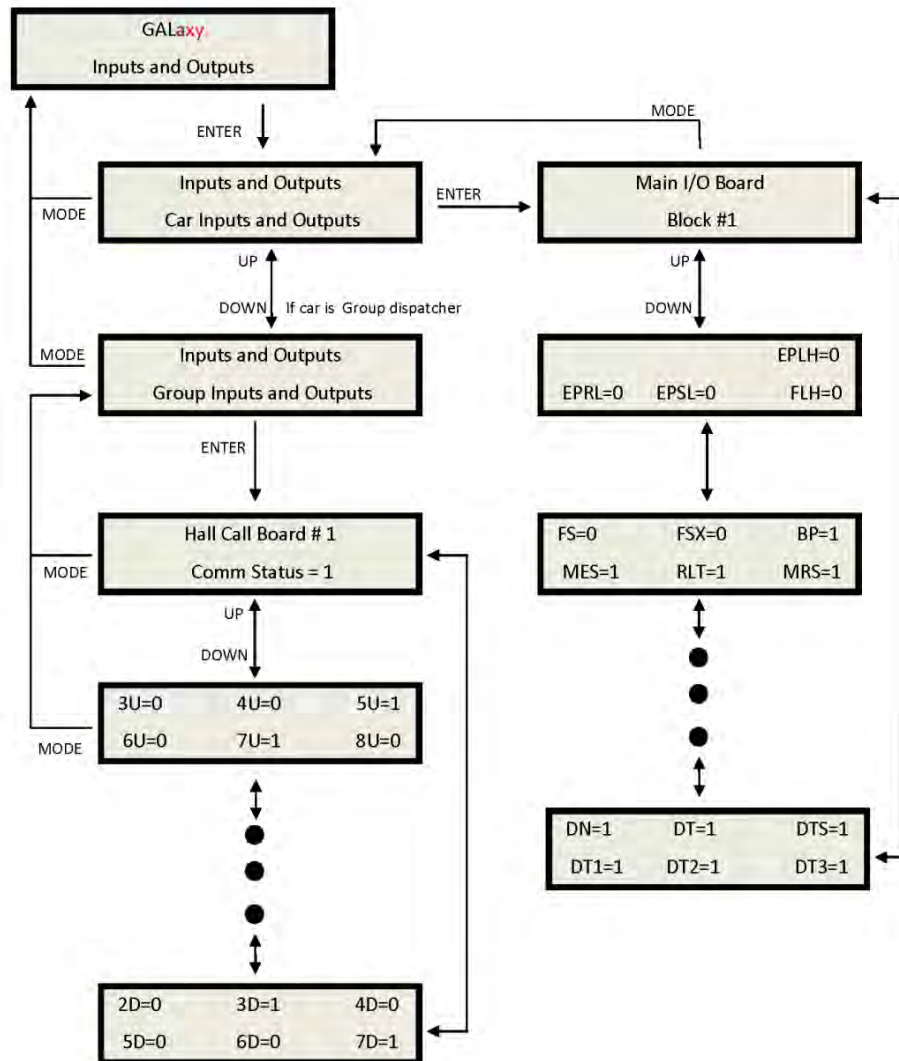 GALaxy
Inputs and Outputs
ENTER
MODE
Inputs and Outputs
Car Inputs and Outputs
MODE
ENTER
Main I/O Board
Block #1
UP
DOWN
If car is Group dispatcher
UP
DOWN
MODE
Inputs and Outputs
Group Inputs and Outputs
EPLH=0
EPRL=0 EPSL=0 FLH=0
ENTER
Hall Call Board # 1
Comm Status = 1
MODE
FS=0 FSX=0 BP=1
MES=1 RLT=1 MRS=1
UP
DOWN
3U=0 4U=0 5U=1
6U=0 7U=1 8U=0
MODE
DN=1 DT=1 DTS=1
DT1=1 DT2=1 DT3=1
2D=0 3D=1 4D=0
5D=0 6D=0 7D=1